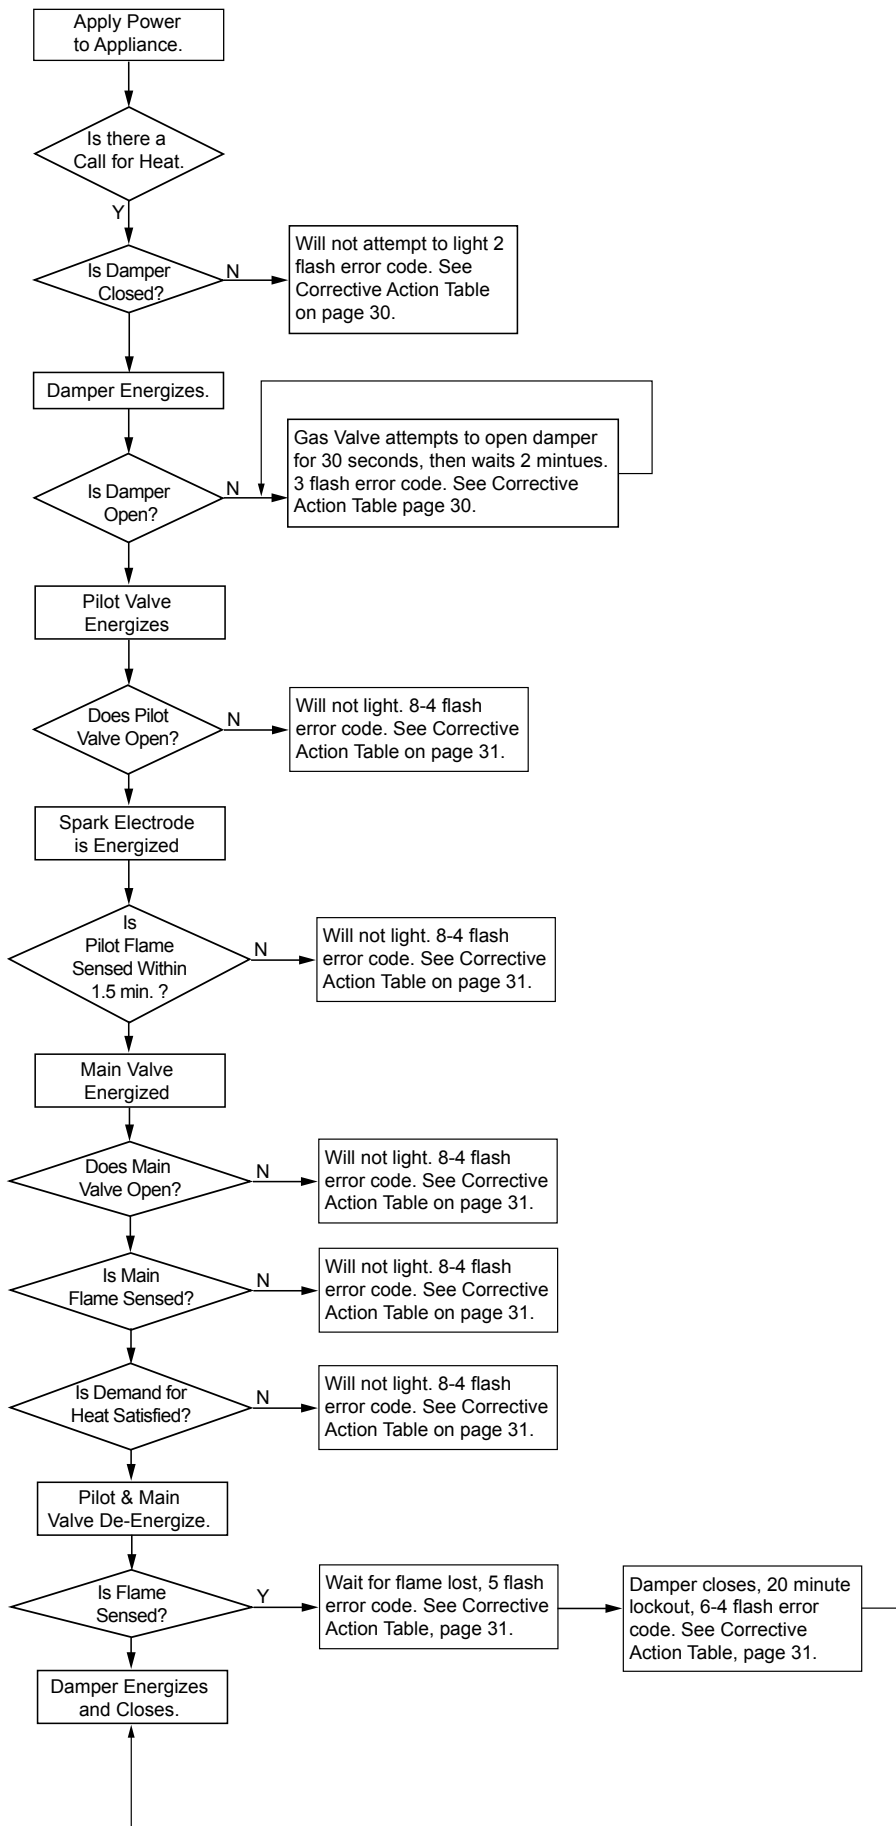 Apply Power
to Appliance.
Is there a
Call for Heat.
Y
Is Damper
Closed?
N
Will not attempt to light 2
flash error code. See
Corrective Action Table
on page 30.
Damper Energizes.
Is Damper
Open?
N
Gas Valve attempts to open damper
for 30 seconds, then waits 2 mintues.
3 flash error code. See Corrective
Action Table page 30.
Pilot Valve
Energizes
Does Pilot
Valve Open?
N
Will not light. 8-4 flash
error code. See Corrective
Action Table on page 31.
Spark Electrode
is Energized
Is
Pilot Flame
Sensed Within
1.5 min. ?
N
Will not light. 8-4 flash
error code. See Corrective
Action Table on page 31.
Main Valve
Energized
Does Main
Valve Open?
N
Will not light. 8-4 flash
error code. See Corrective
Action Table on page 31.
Is Main
Flame Sensed?
N
Will not light. 8-4 flash
error code. See Corrective
Action Table on page 31.
Is Demand for
Heat Satisfied?
N
Will not light. 8-4 flash
error code. See Corrective
Action Table on page 31.
Pilot & Main
Valve De-Energize.
Is Flame
Sensed?
Y
Wait for flame lost, 5 flash
error code. See Corrective
Action Table, page 31.
Damper closes, 20 minute
lockout, 6-4 flash error
code. See Corrective
Action Table, page 31.
Damper Energizes
and Closes.